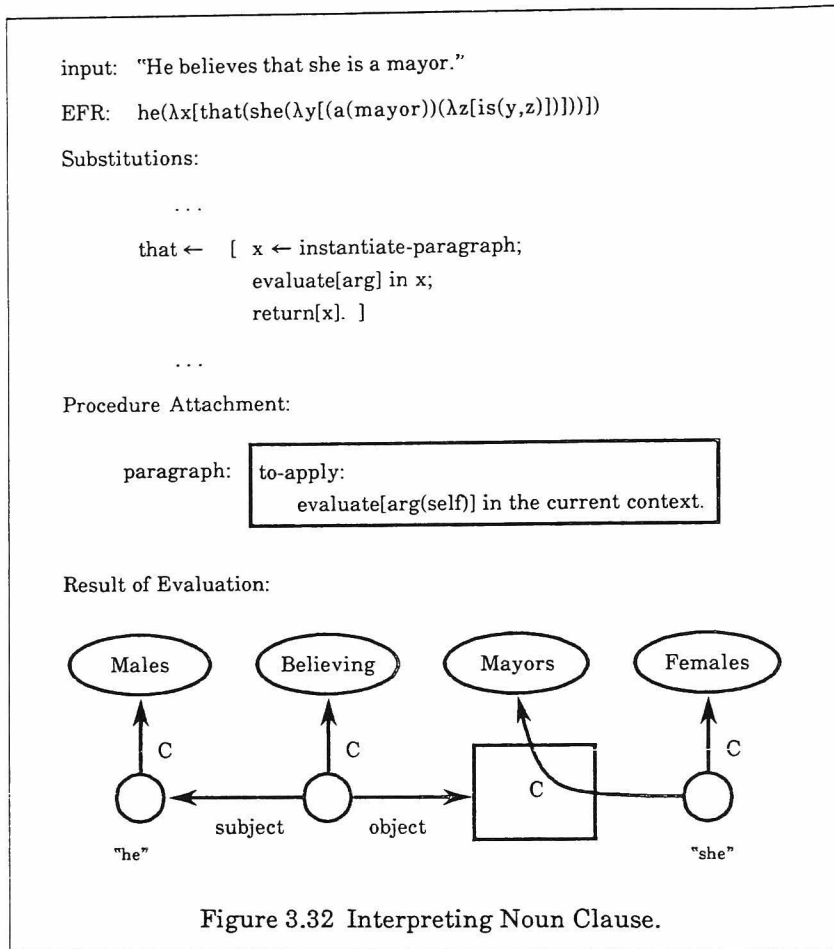 input: "He believes that she is a mayor."
EFR: he(λx[that(she(λy[(a(mayor))(λz[is(y,z)])]))])
Substitutions:
...
that ← [ x ← instantiate-paragraph;
evaluate[arg] in x;
return[x]. ]
...
Procedure Attachment:
paragraph: to-apply:
evaluate[arg(self)] in the current context.
Result of Evaluation:
Males Believing Mayors Females
C C C C
subject object
"he" "she"
Figure 3.32 Interpreting Noun Clause.